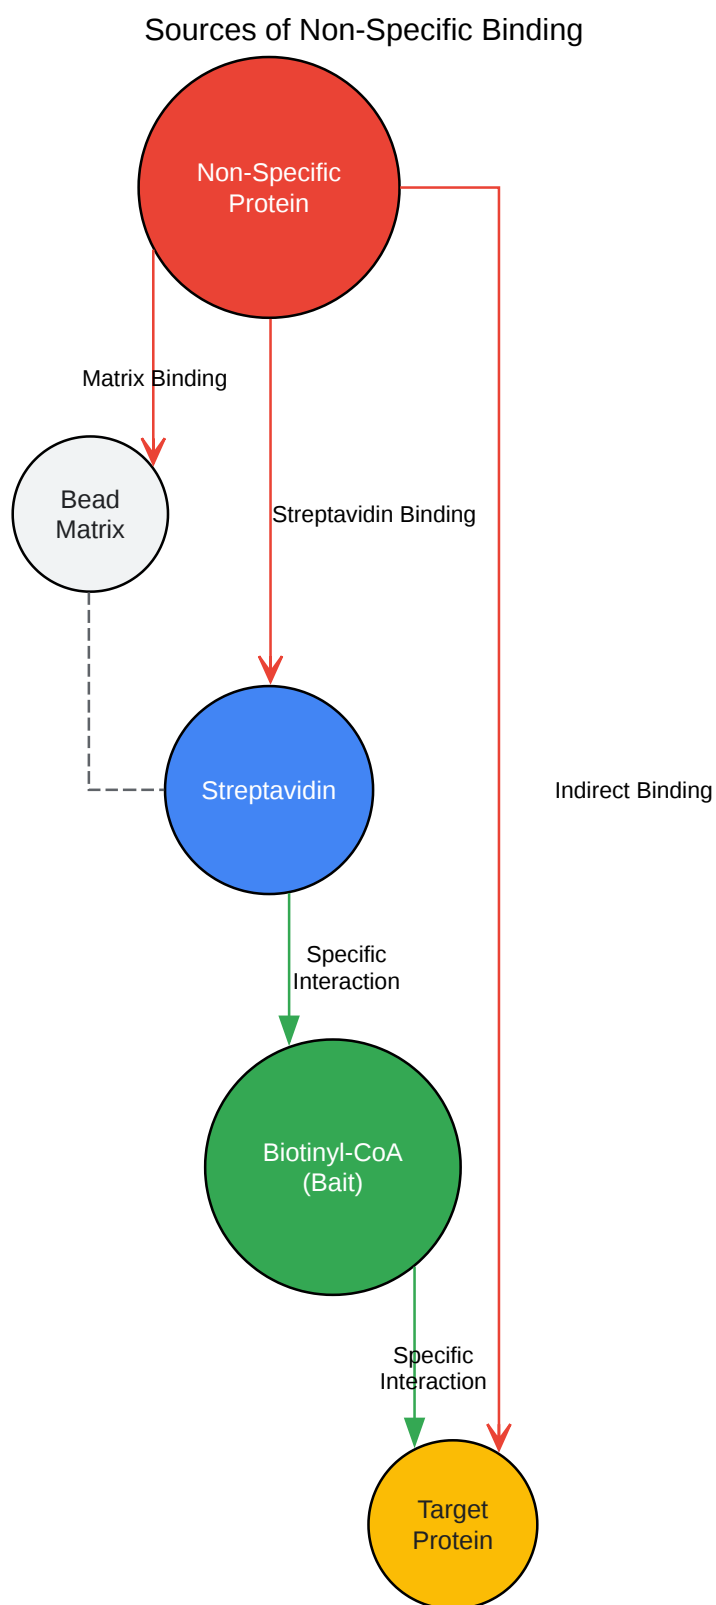 Sources of Non-Specific Binding
Non-Specific
Protein
Matrix Binding
Bead
Matrix
Streptavidin Binding
Streptavidin
Indirect Binding
Specific
Interaction
Biotinyl-CoA
(Bait)
Specific
Interaction
Target
Protein